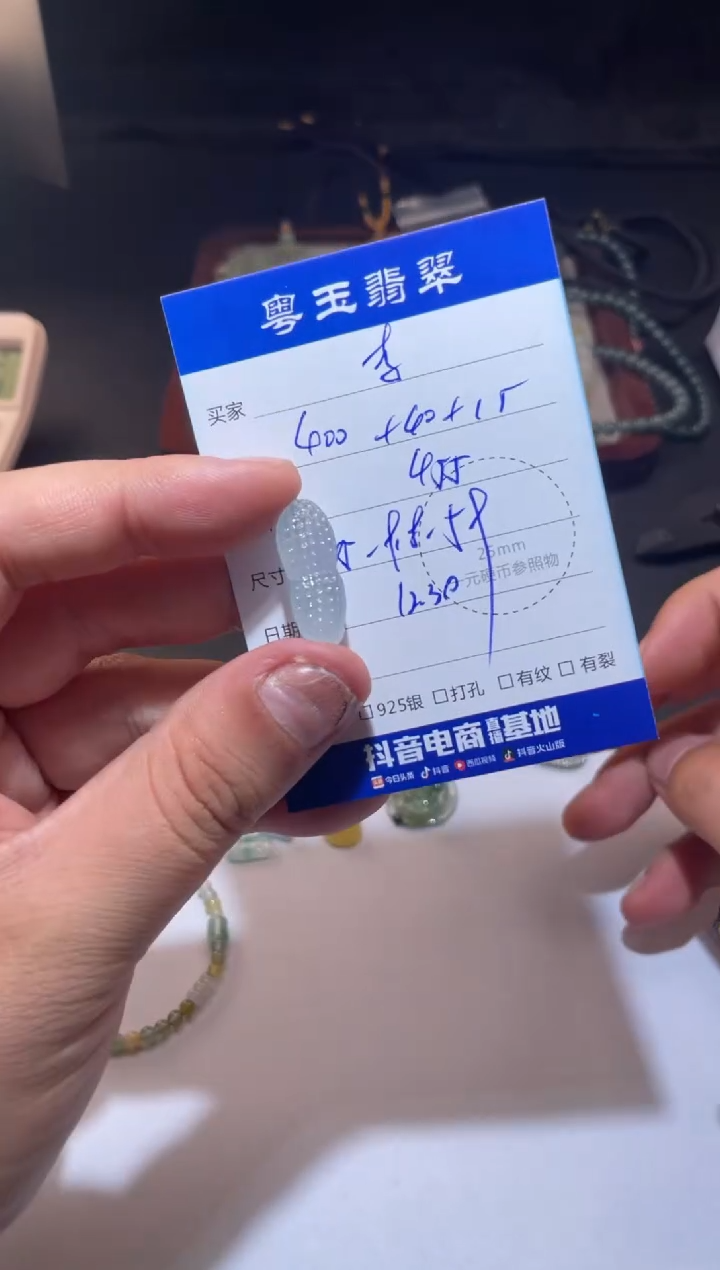 粤玉翡翠
李
买家
400 +40+15
455
尺寸
25mm
一元硬币参照物
1230
日期
925银 打孔 有纹 有裂
抖音电商直播基地
今日头条 抖音 西瓜视频 抖音火山版